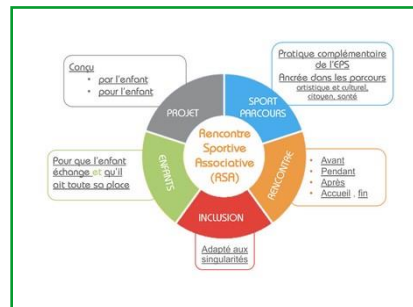 Conçu
• par l'enfant
• pour l'enfant
Pratique complémentaire
de l'EPS
Ancrée dans les parcours
artistique et culturel,
citoyen, santé
PROJET
SPORT
PARCOURS
Rencontre
Sportive
Associative
(RSA)
ENFANTS
RENCONTRE
INCLUSION
Pour que l'enfant
échange et qu'il
ait toute sa place
• Avant
• Pendant
• Après
• Accueil , fin
Adapté aux
singularités